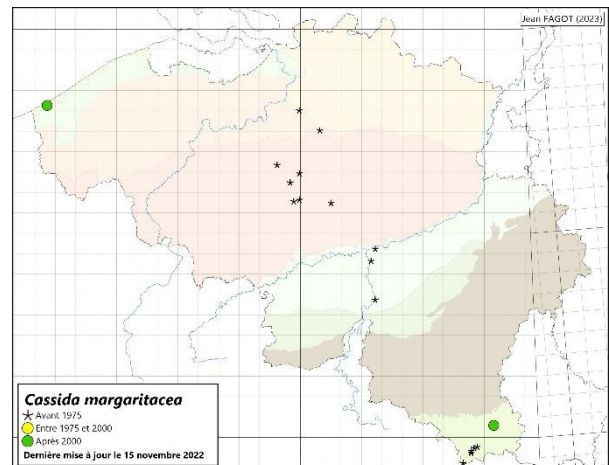 Jean FAGOT (2023)
Cassida margaritacea
Avant 1975
Entre 1975 et 2000
Après 2000
Dernière mise à jour le 15 novembre 2022